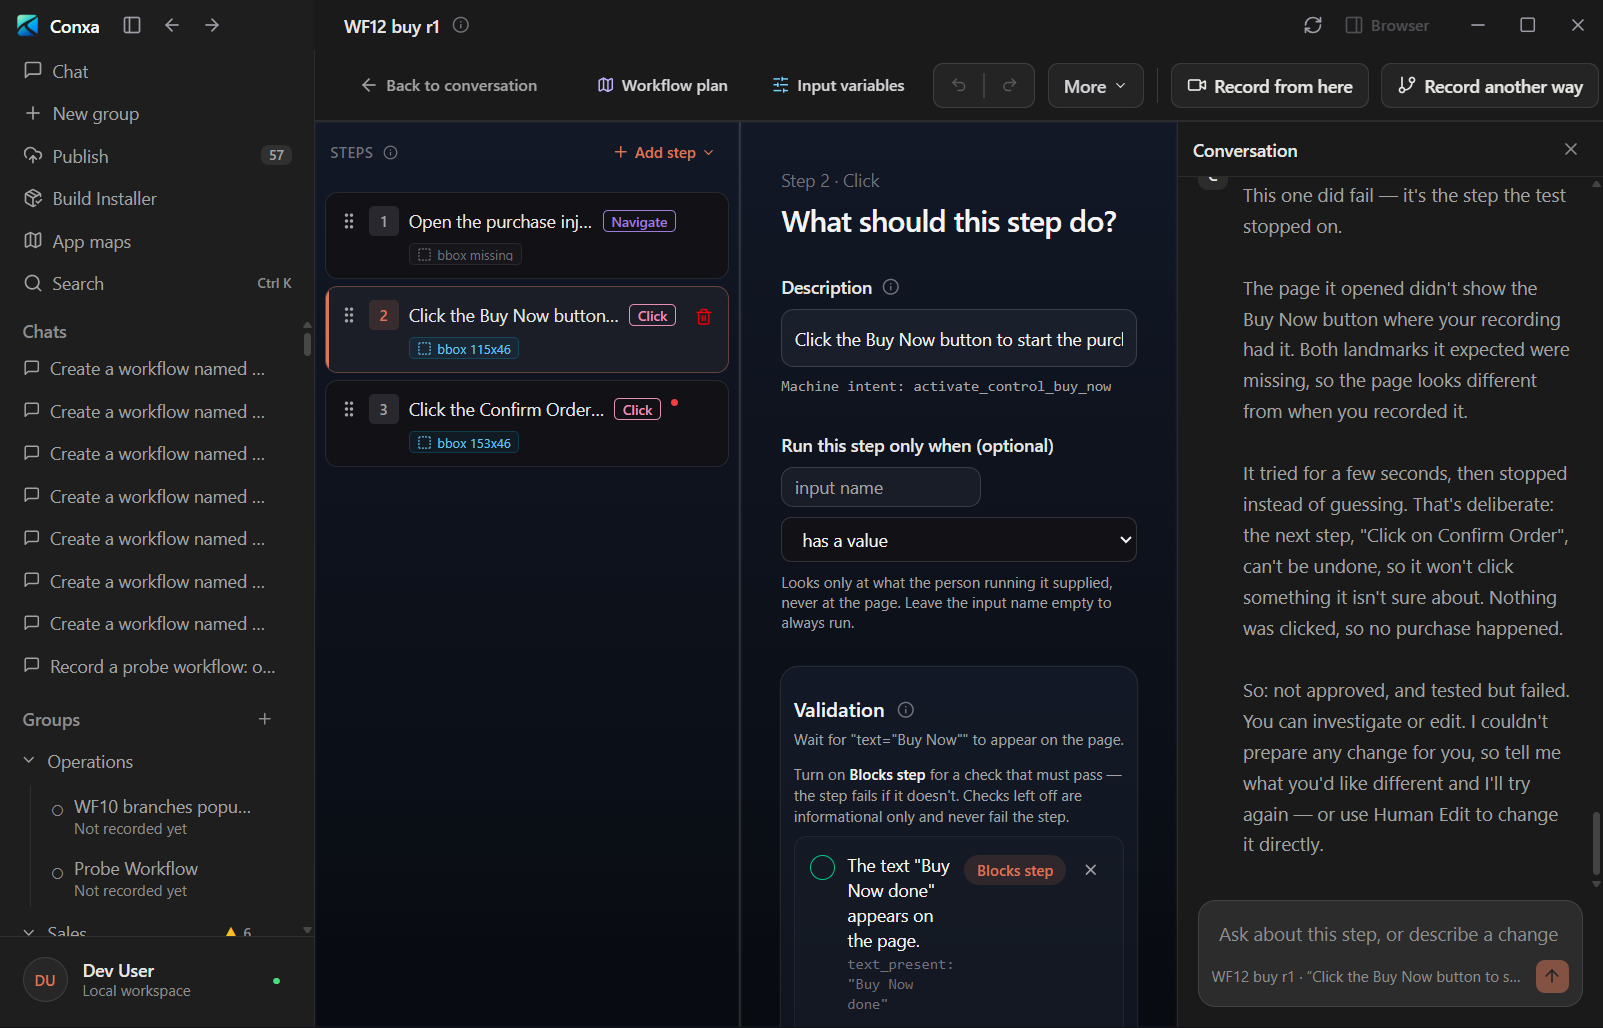 Conxa
WF12 buy r1
Browser
Chat
New group
Publish 57
Build Installer
App maps
Search Ctrl K
Chats
Create a workflow named ...
Create a workflow named ...
Create a workflow named ...
Create a workflow named ...
Create a workflow named ...
Create a workflow named ...
Create a workflow named ...
Record a probe workflow: o...
Groups
Operations
WF10 branches popu...
Not recorded yet
Probe Workflow
Not recorded yet
Sales 6
DU
Dev User
Local workspace
Back to conversation
Workflow plan
Input variables
More
Record from here
Record another way
STEPS
Add step
1 Open the purchase inj... Navigate
bbox missing
2 Click the Buy Now button... Click
bbox 115x46
3 Click the Confirm Order... Click
bbox 153x46
Step 2 · Click
What should this step do?
Description
Click the Buy Now button to start the purcl
Machine intent: activate_control_buy_now
Run this step only when (optional)
input name
has a value
Looks only at what the person running it supplied,
never at the page. Leave the input name empty to
always run.
Validation
Wait for "text="Buy Now"" to appear on the page.
Turn on Blocks step for a check that must pass —
the step fails if it doesn't. Checks left off are
informational only and never fail the step.
The text "Buy
Now done"
appears on
the page.
Blocks step
text_present:
"Buy Now
done"
Conversation
This one did fail — it's the step the test
stopped on.
The page it opened didn't show the
Buy Now button where your recording
had it. Both landmarks it expected were
missing, so the page looks different
from when you recorded it.
It tried for a few seconds, then stopped
instead of guessing. That's deliberate:
the next step, "Click on Confirm Order",
can't be undone, so it won't click
something it isn't sure about. Nothing
was clicked, so no purchase happened.
So: not approved, and tested but failed.
You can investigate or edit. I couldn't
prepare any change for you, so tell me
what you'd like different and I'll try
again — or use Human Edit to change
it directly.
Ask about this step, or describe a change
WF12 buy r1 · “Click the Buy Now button to s...